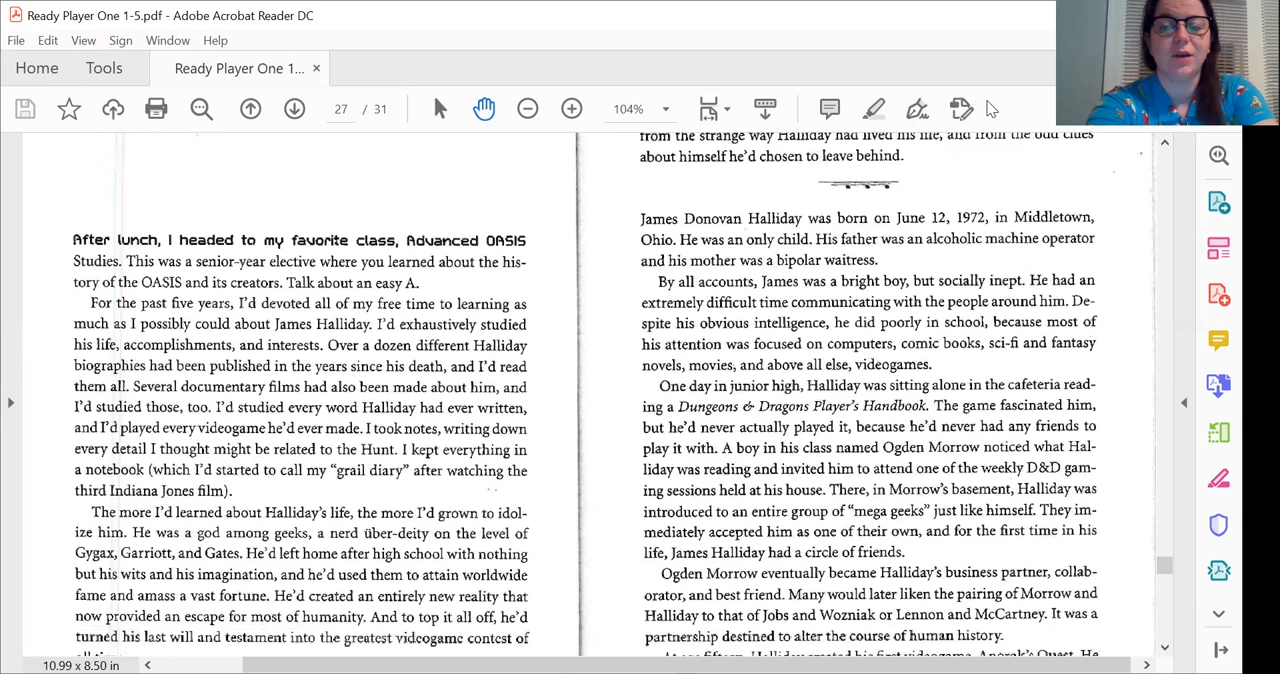 Ready Player One 1-5.pdf - Adobe Acrobat Reader DC
File Edit View Sign Window Help
Home Tools Ready Player One 1... ×
27 / 31 104%
After lunch, I headed to my favorite class, Advanced OASIS
Studies. This was a senior-year elective where you learned about the his-
tory of the OASIS and its creators. Talk about an easy A.
For the past five years, I'd devoted all of my free time to learning as
much as I possibly could about James Halliday. I'd exhaustively studied
his life, accomplishments, and interests. Over a dozen different Halliday
biographies had been published in the years since his death, and I'd read
them all. Several documentary films had also been made about him, and
I'd studied those, too. I'd studied every word Halliday had ever written,
and I'd played every videogame he'd ever made. I took notes, writing down
every detail I thought might be related to the Hunt. I kept everything in
a notebook (which I'd started to call my "grail diary" after watching the
third Indiana Jones film).
The more I'd learned about Halliday's life, the more I'd grown to idol-
ize him. He was a god among geeks, a nerd über-deity on the level of
Gygax, Garriott, and Gates. He'd left home after high school with nothing
but his wits and his imagination, and he'd used them to attain worldwide
fame and amass a vast fortune. He'd created an entirely new reality that
now provided an escape for most of humanity. And to top it all off, he'd
turned his last will and testament into the greatest videogame contest of
all time
from the strange way Halliday had lived his life, and from the odd clues
about himself he'd chosen to leave behind.
James Donovan Halliday was born on June 12, 1972, in Middletown,
Ohio. He was an only child. His father was an alcoholic machine operator
and his mother was a bipolar waitress.
By all accounts, James was a bright boy, but socially inept. He had an
extremely difficult time communicating with the people around him. De-
spite his obvious intelligence, he did poorly in school, because most of
his attention was focused on computers, comic books, sci-fi and fantasy
novels, movies, and above all else, videogames.
One day in junior high, Halliday was sitting alone in the cafeteria read-
ing a Dungeons & Dragons Player's Handbook. The game fascinated him,
but he'd never actually played it, because he'd never had any friends to
play it with. A boy in his class named Ogden Morrow noticed what Hal-
liday was reading and invited him to attend one of the weekly D&D gam-
ing sessions held at his house. There, in Morrow's basement, Halliday was
introduced to an entire group of "mega geeks" just like himself. They im-
mediately accepted him as one of their own, and for the first time in his
life, James Halliday had a circle of friends.
Ogden Morrow eventually became Halliday's business partner, collab-
orator, and best friend. Many would later liken the pairing of Morrow and
Halliday to that of Jobs and Wozniak or Lennon and McCartney. It was a
partnership destined to alter the course of human history.
At age fifteen, Halliday created his first videogame, Anorak's Quest. He
10.99 x 8.50 in